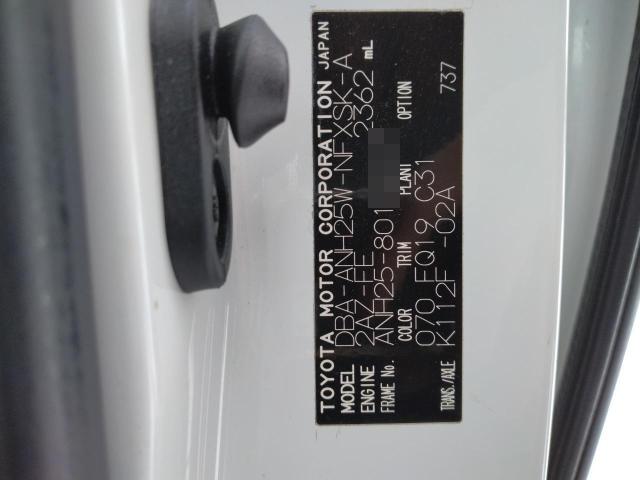 TOYOTA MOTOR CORPORATION JAPAN
MODEL DBA-ANH25W-NFXSK-A
ENGINE 2AZ-FE 2362 mL
FRAME No. ANH25-801
COLOR TRIM PLANT OPTION
070 FQ19 C31 737
TRANS./AXLE K112F -02A